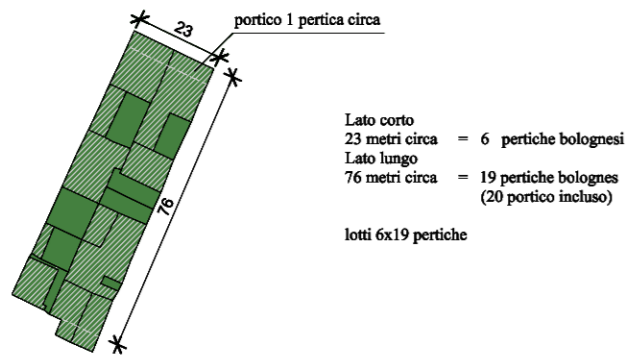 portico 1 pertica circa
23
76
Lato corto
23 metri circa = 6 pertiche bolognesi
Lato lungo
76 metri circa = 19 pertiche bolognes
(20 portico incluso)
lotti 6x19 pertiche